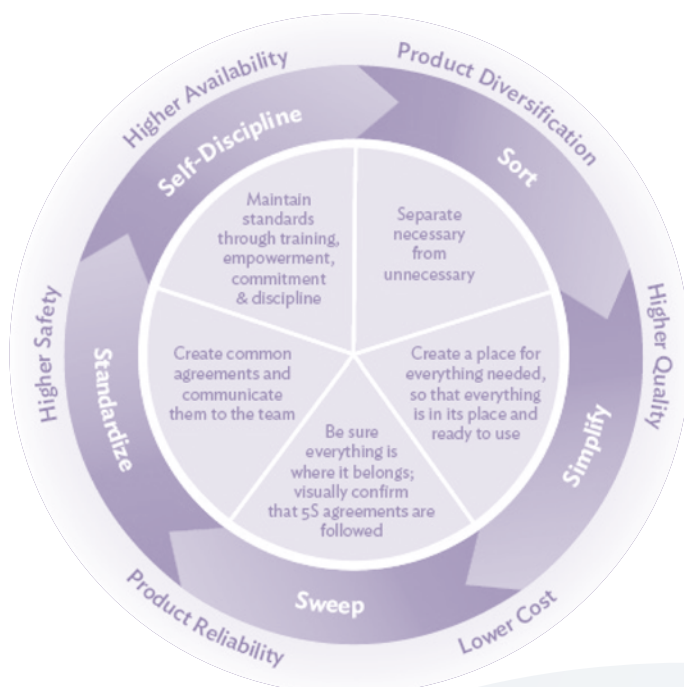 Higher Availability
Product Diversification
Self-Discipline
Sort
Maintain
standards
through training,
empowerment,
commitment
& discipline
Separate
necessary
from
unnecessary
Higher Safety
Higher Quality
Standardize
Simplify
Create common
agreements and
communicate
them to the team
Create a place for
everything needed,
so that everything
is in its place and
ready to use
Be sure
everything is
where it belongs;
visually confirm
that 5S agreements are
followed
Sweep
Product Reliability
Lower Cost